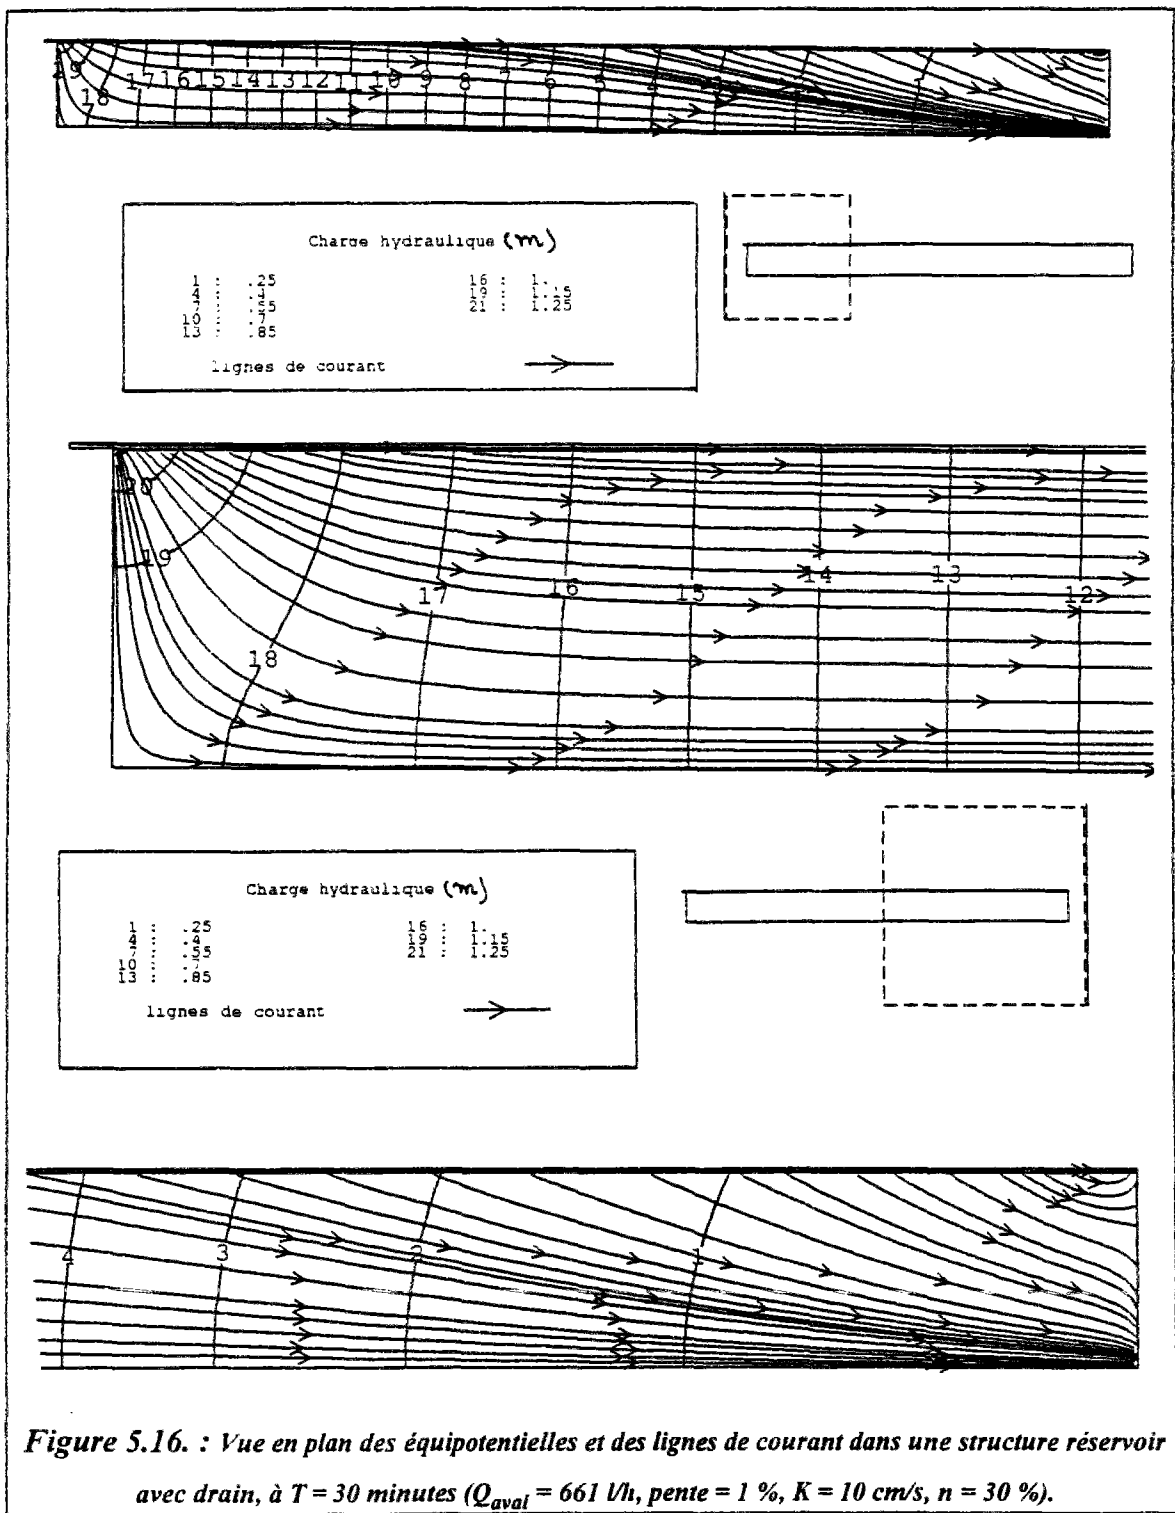 19 18 17 16 15 14 13 12 11 10 9 8 7 6 5 4 1
Charge hydraulique (m)
1 : .25 16 : 1.
4 : .4 19 : 1.15
7 : .55 21 : 1.25
10 : .7
13 : .85
lignes de courant
20
19
18 17 16 15 14 13 12
Charge hydraulique (m)
1 : .25 16 : 1.
4 : .4 19 : 1.15
7 : .55 21 : 1.25
10 : .7
13 : .85
lignes de courant
4 3 2 1
Figure 5.16. : Vue en plan des équipotentielles et des lignes de courant dans une structure réservoir
avec drain, à T = 30 minutes (Qaval = 661 l/h, pente = 1 %, K = 10 cm/s, n = 30 %).